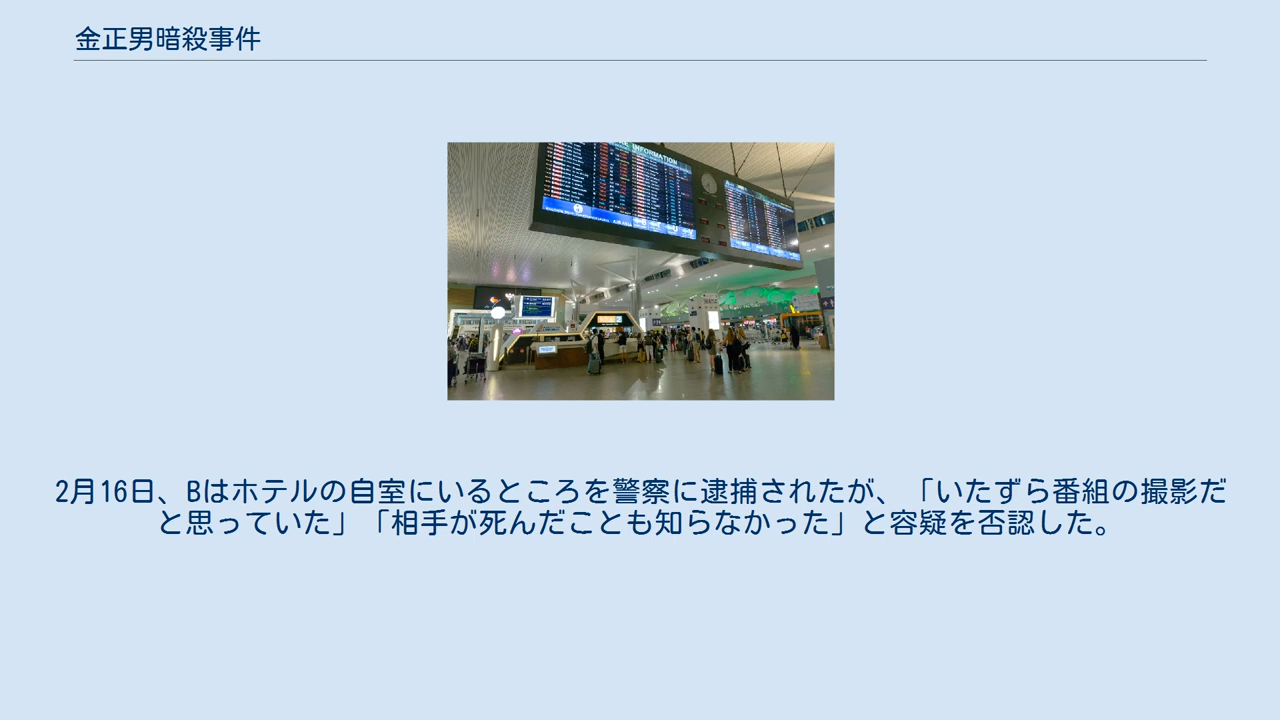 金正男暗殺事件
INFORMATION
2月16日、Bはホテルの自室にいるところを警察に逮捕されたが、「いたずら番組の撮影だ
と思っていた」「相手が死んだことも知らなかった」と容疑を否認した。